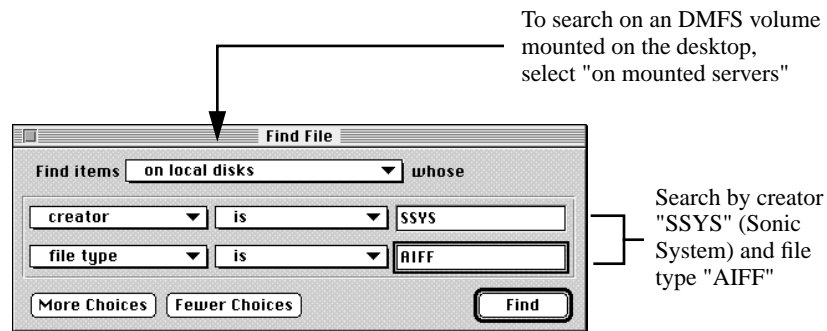 To search on an DMFS volume
mounted on the desktop,
select "on mounted servers"
Find File
Find items on local disks whose
creator is SSYS
file type is AIFF
More Choices Fewer Choices Find
Search by creator
"SSYS" (Sonic
System) and file
type "AIFF"